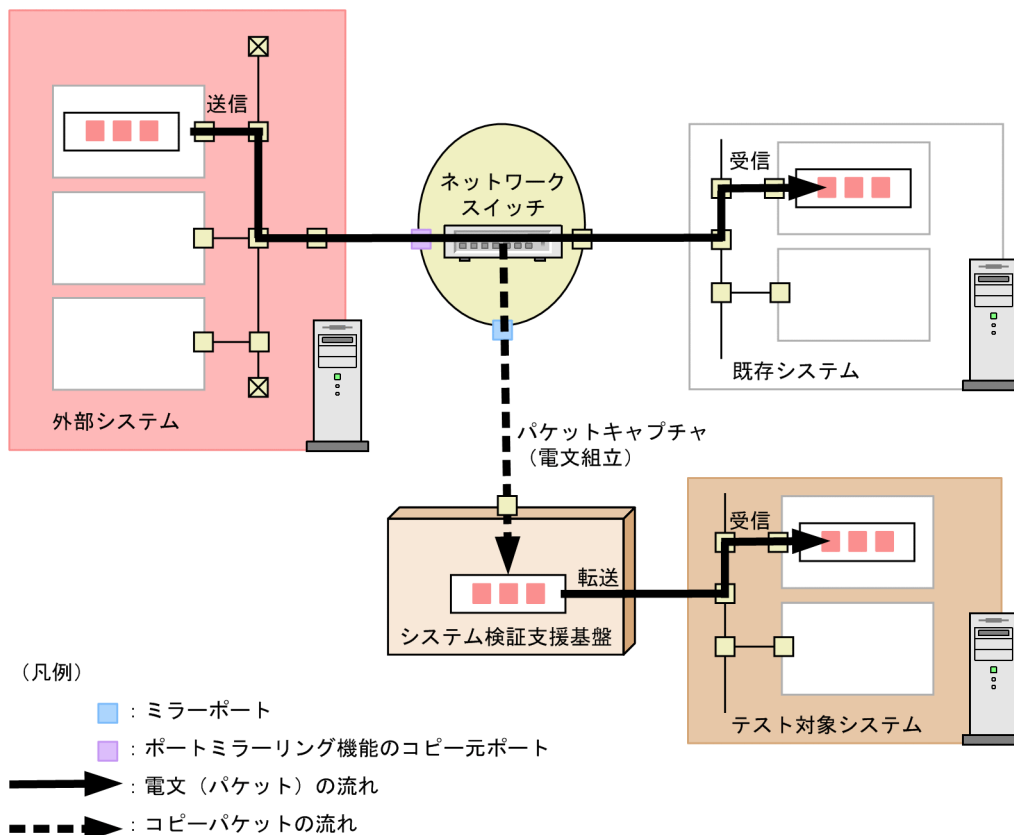 送信
ネットワーク
スイッチ
受信
既存システム
外部システム
パケットキャプチャ
（電文組立）
受信
転送
システム検証支援基盤
テスト対象システム
（凡例）
：ミラーポート
：ポートミラーリング機能のコピー元ポート
：電文（パケット）の流れ
：コピーパケットの流れ